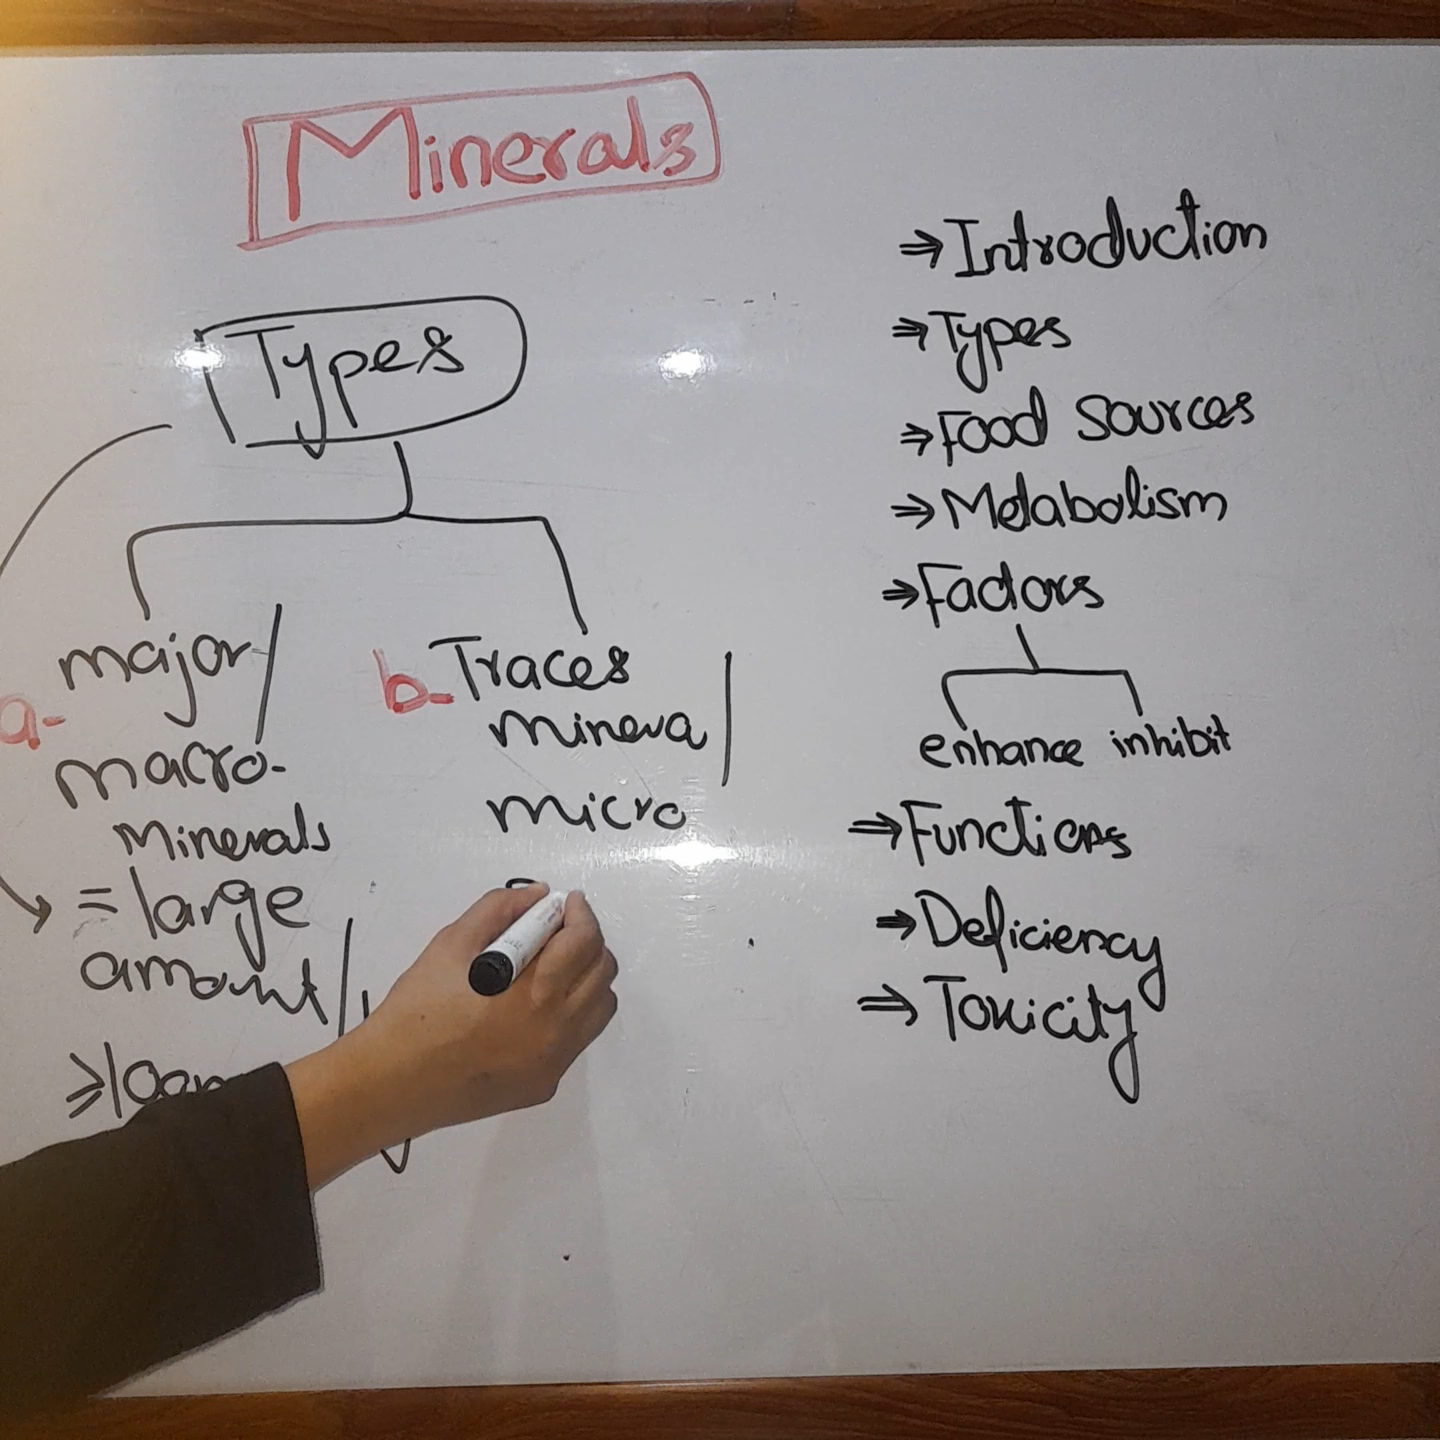 Minerals
Types
a- major/
macro-
Minerals
= large
amount/
b- Traces
minera/
micro
⇒ Introduction
⇒ Types
⇒ Food Sources
⇒ Metabolism
⇒ Factors
enhance inhibit
⇒ Functions
⇒ Deficiency
⇒ Toxicity